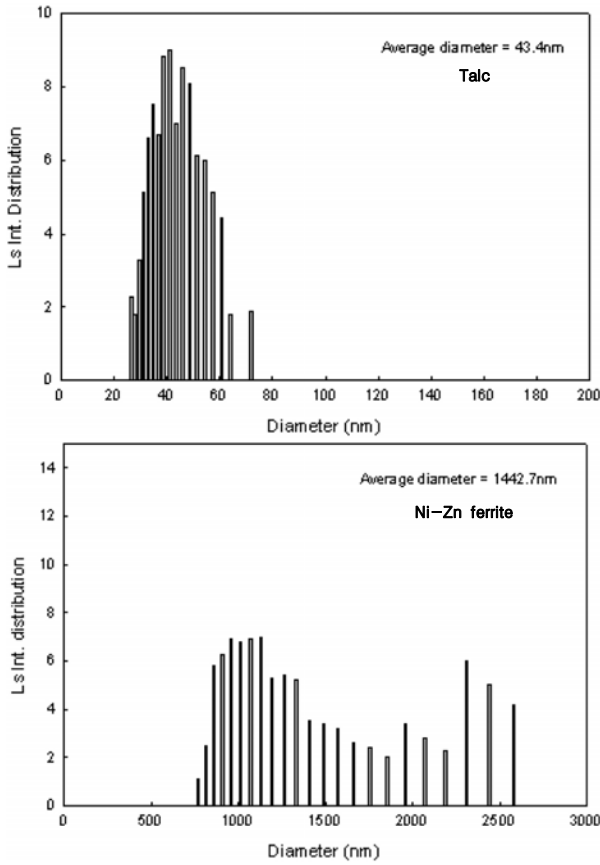 10
Average diameter = 43.4nm
Talc
8
6
4
2
0
Ls Int. Distribution
0 20 40 60 80 100 120 140 160 180 200
Diameter (nm)
14
Average diameter = 1442.7nm
12
Ni-Zn ferrite
10
8
6
4
2
0
Ls Int. distribution
0 500 1000 1500 2000 2500 3000
Diameter (nm)